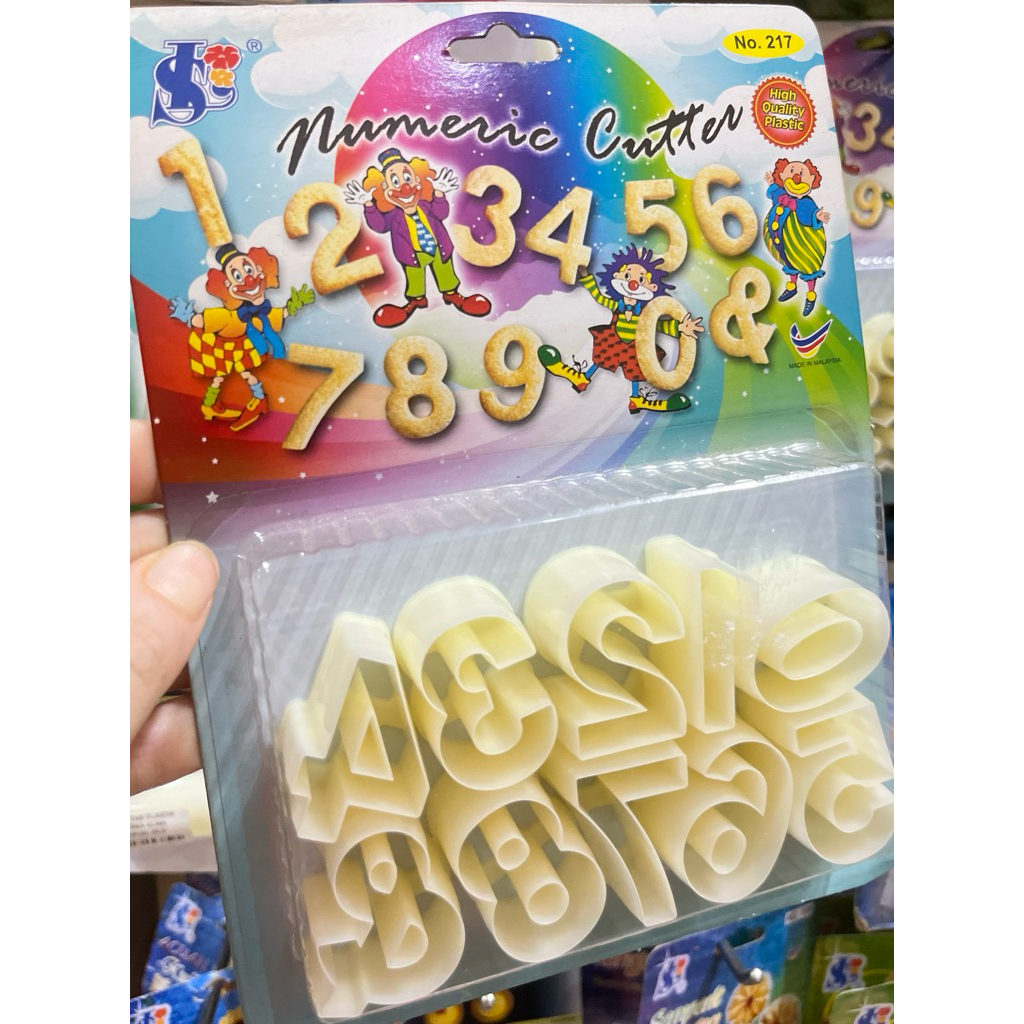 No. 217
®
Numeric Cutter
High
Quality
Plastic
1 2 3 4 5 6
7 8 9 0 &
MADE IN MALAYSIA